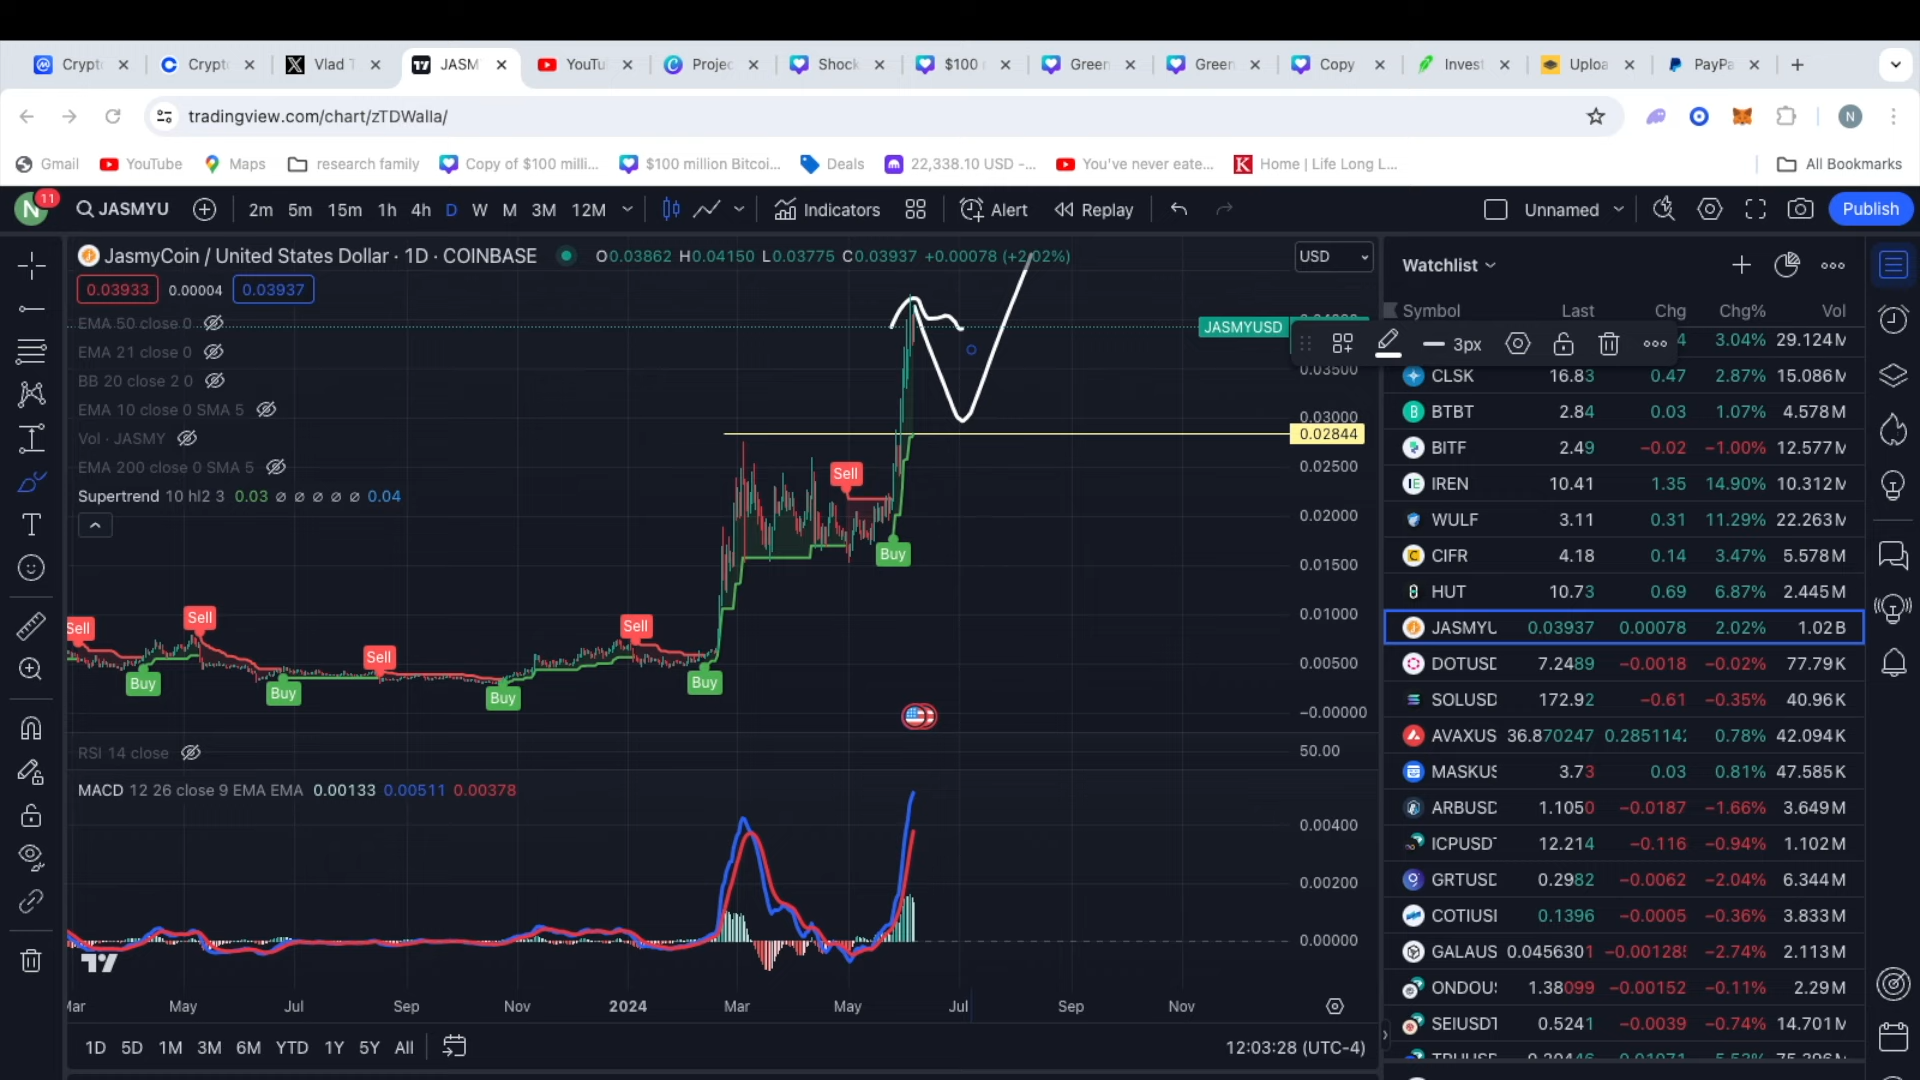 Crypt Crypt Vlad T JASM YouTu Projec Shock $100 Green Green Copy Invest Uploa PayPa
tradingview.com/chart/zTDWalla/
Gmail YouTube Maps research family Copy of $100 milli... $100 million Bitcoi... Deals 22,338.10 USD -... You've never eate... Home | Life Long L... All Bookmarks
N 11 JASMYU 2m 5m 15m 1h 4h D W M 3M 12M Indicators Alert Replay Unnamed Publish
JasmyCoin / United States Dollar · 1D · COINBASE O0.03862 H0.04150 L0.03775 C0.03937 +0.00078 (+2.02%) USD
0.03933 0.00004 0.03937
EMA 50 close 0
EMA 21 close 0
BB 20 close 2 0
EMA 10 close 0 SMA 5
Vol · JASMY
EMA 200 close 0 SMA 5
Supertrend 10 hl2 3 0.03 ∅ ∅ ∅ ∅ ∅ 0.04
JASMYUSD
3px
0.03500
0.03000
0.02844
0.02500
0.02000
0.01500
0.01000
0.00500
−0.00000
Sell
Buy
Sell
Buy
Sell
Buy
Sell
Buy
Sell
Buy
Sell
Buy
RSI 14 close
50.00
MACD 12 26 close 9 EMA EMA 0.00133 0.00511 0.00378
0.00400
0.00200
0.00000
Mar May Jul Sep Nov 2024 Mar May Jul Sep Nov
1D 5D 1M 3M 6M YTD 1Y 5Y All 12:03:28 (UTC-4)
Watchlist
Symbol Last Chg Chg% Vol
4 3.04% 29.124M
CLSK 16.83 0.47 2.87% 15.086M
BTBT 2.84 0.03 1.07% 4.578M
BITF 2.49 −0.02 −1.00% 12.577M
IREN 10.41 1.35 14.90% 10.312M
WULF 3.11 0.31 11.29% 22.263M
CIFR 4.18 0.14 3.47% 5.578M
HUT 10.73 0.69 6.87% 2.445M
JASMYU 0.03937 0.00078 2.02% 1.02B
DOTUSD 7.2489 −0.0018 −0.02% 77.79K
SOLUSD 172.92 −0.61 −0.35% 40.96K
AVAXUS 36.870247 0.2851142 0.78% 42.094K
MASKUS 3.73 0.03 0.81% 47.585K
ARBUSD 1.1050 −0.0187 −1.66% 3.649M
ICPUSDT 12.214 −0.116 −0.94% 1.102M
GRTUSD 0.2982 −0.0062 −2.04% 6.344M
COTIUSD 0.1396 −0.0005 −0.36% 3.833M
GALAUS 0.0456301 −0.001285 −2.74% 2.113M
ONDOUS 1.38099 −0.00152 −0.11% 2.29M
SEIUSDT 0.5241 −0.0039 −0.74% 14.701M